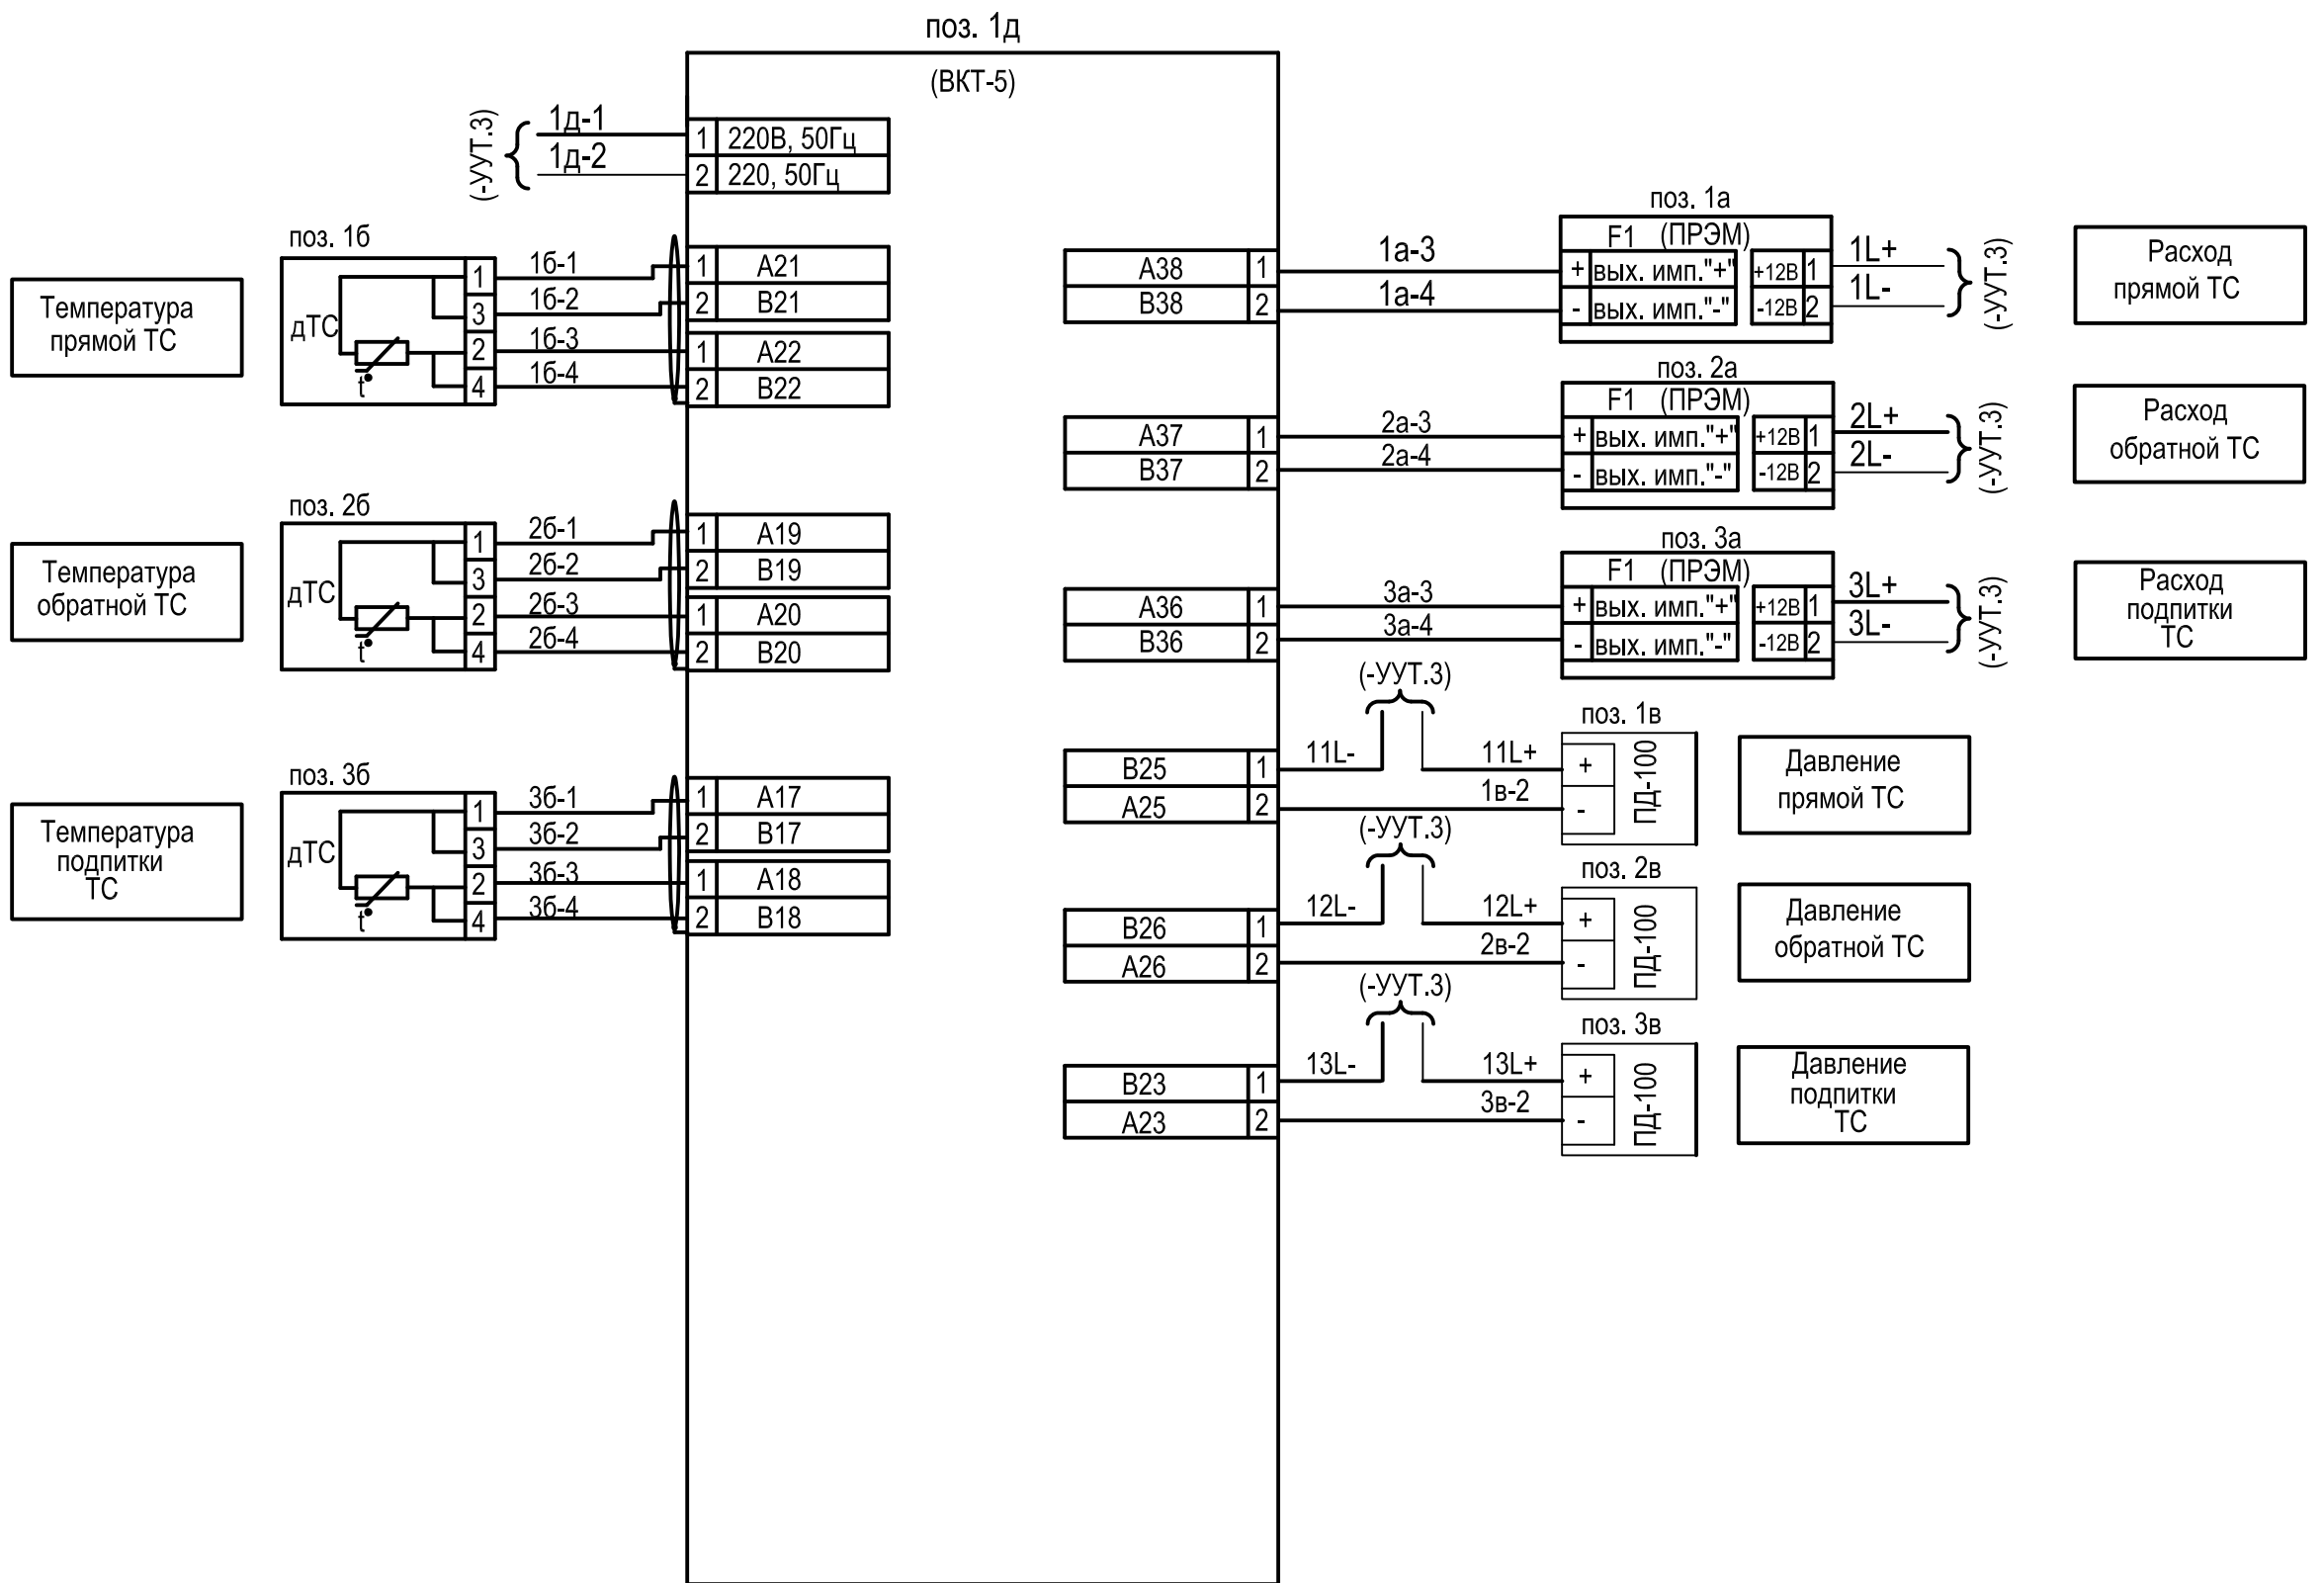 поз. 1д
(ВКТ-5)
(-УУТ.3)
1д-1
1 220В, 50Гц
1д-2
2 220, 50Гц
Температура
прямой ТС
поз. 1б
дТС
t°
1 1б-1 1 А21
3 1б-2 2 В21
2 1б-3 1 А22
4 1б-4 2 В22
Температура
обратной ТС
поз. 2б
дТС
t°
1 2б-1 1 А19
3 2б-2 2 В19
2 2б-3 1 А20
4 2б-4 2 В20
Температура
подпитки
ТС
поз. 3б
дТС
t°
1 3б-1 1 А17
3 3б-2 2 В17
2 3б-3 1 А18
4 3б-4 2 В18
поз. 1а
F1 (ПРЭМ)
А38 1 1а-3 + вых. имп."+" +12В 1 1L+
В38 2 1а-4 - вых. имп."-" -12В 2 1L-
(-УУТ.3)
Расход
прямой ТС
поз. 2а
F1 (ПРЭМ)
А37 1 2а-3 + вых. имп."+" +12В 1 2L+
В37 2 2а-4 - вых. имп."-" -12В 2 2L-
(-УУТ.3)
Расход
обратной ТС
поз. 3а
F1 (ПРЭМ)
А36 1 3а-3 + вых. имп."+" +12В 1 3L+
В36 2 3а-4 - вых. имп."-" -12В 2 3L-
(-УУТ.3)
Расход
подпитки
ТС
(-УУТ.3)
поз. 1в
В25 1 11L- 11L+ +
А25 2 1в-2 -
ПД-100
Давление
прямой ТС
(-УУТ.3)
поз. 2в
В26 1 12L- 12L+ +
А26 2 2в-2 -
ПД-100
Давление
обратной ТС
(-УУТ.3)
поз. 3в
В23 1 13L- 13L+ +
А23 2 3в-2 -
ПД-100
Давление
подпитки
ТС